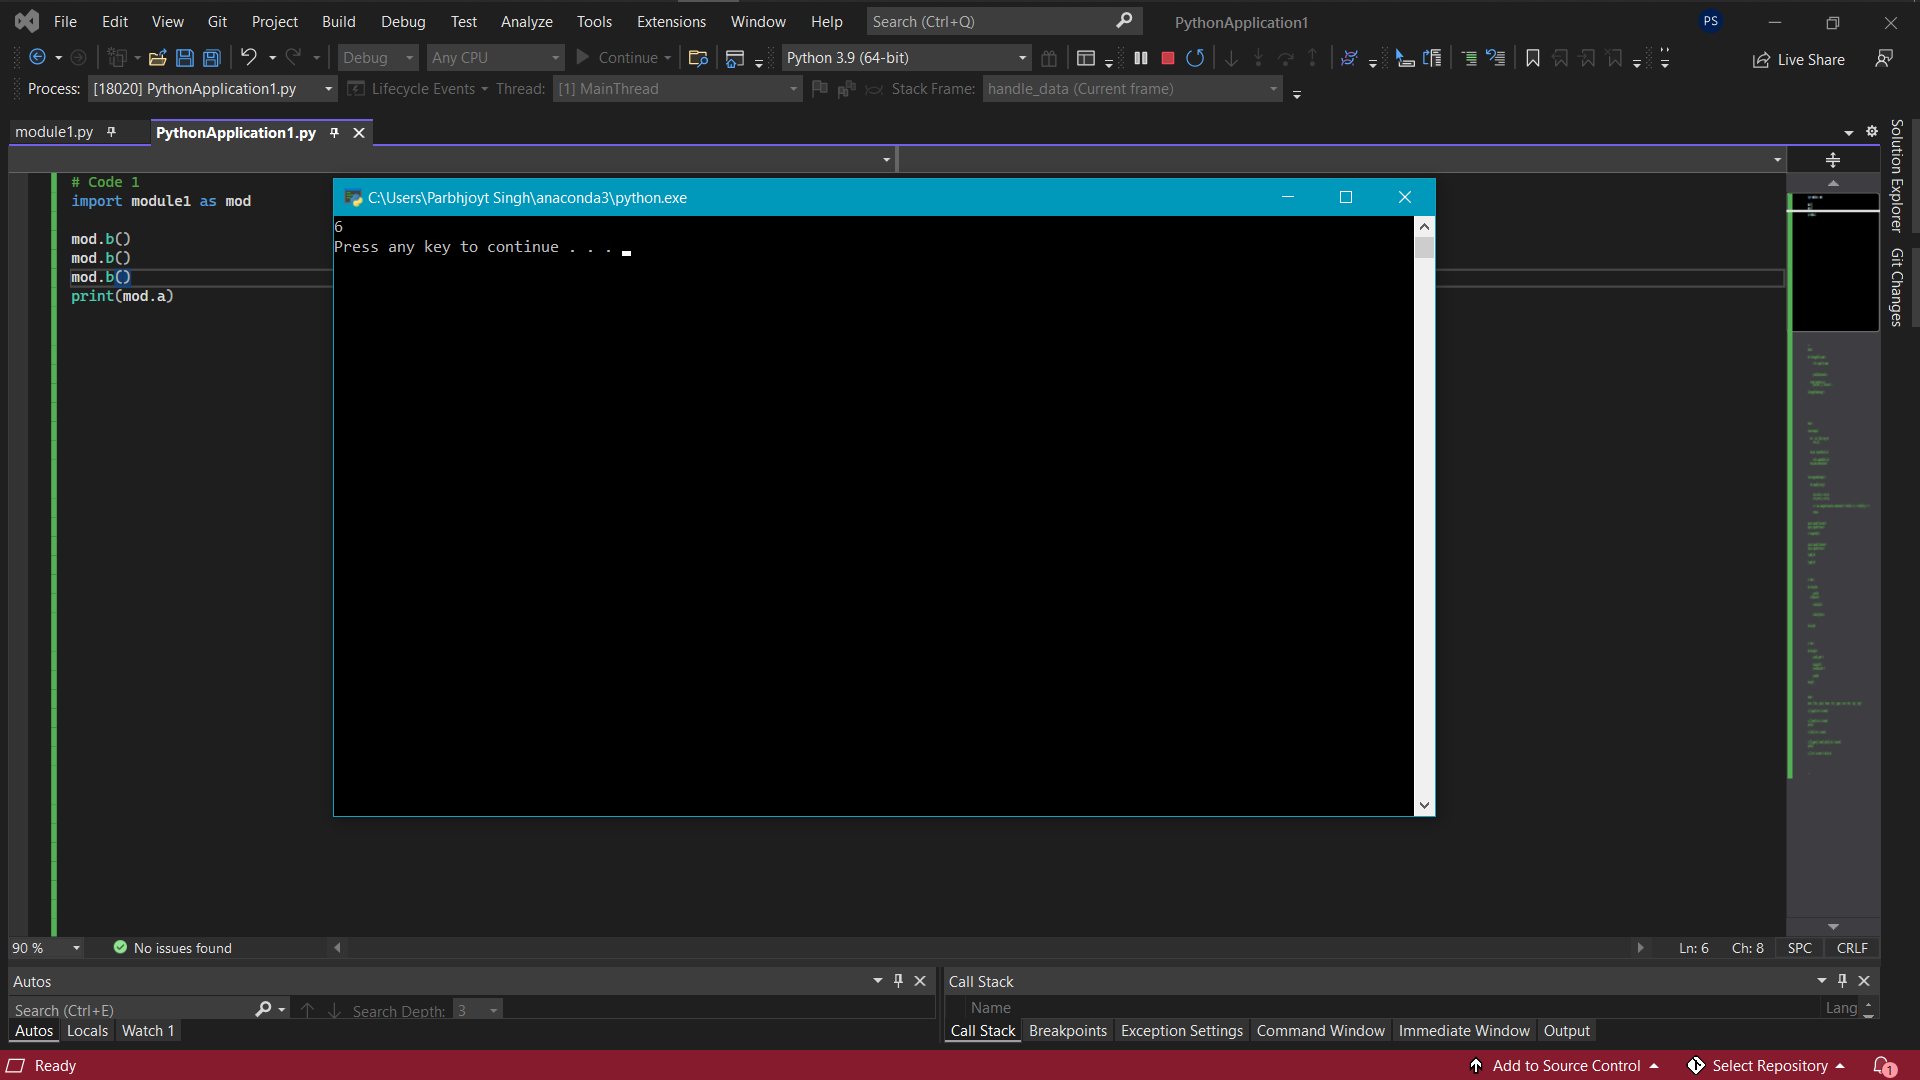 File Edit View Git Project Build Debug Test Analyze Tools Extensions Window Help Search (Ctrl+Q) PythonApplication1 PS
Debug Any CPU Continue Python 3.9 (64-bit) Live Share
Process: [18020] PythonApplication1.py Lifecycle Events Thread: [1] MainThread Stack Frame: handle_data (Current frame)
module1.py PythonApplication1.py
Solution Explorer
Git Changes
# Code 1
import module1 as mod
mod.b()
mod.b()
mod.b()
print(mod.a)
C:\Users\Parbhjoyt Singh\anaconda3\python.exe
6
Press any key to continue . . .
90 % No issues found Ln: 6 Ch: 8 SPC CRLF
Autos
Search (Ctrl+E) Search Depth: 3
Autos Locals Watch 1
Call Stack
Name Lang
Call Stack Breakpoints Exception Settings Command Window Immediate Window Output
Ready Add to Source Control Select Repository 1